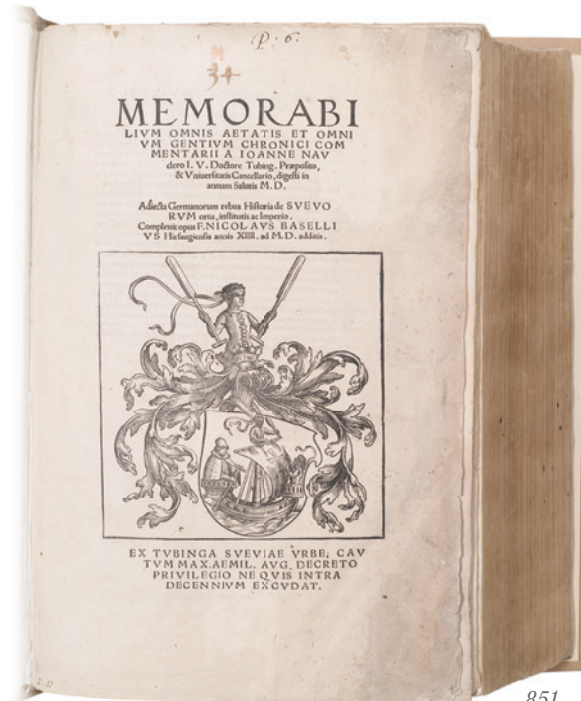 P. 6.
34
MEMORABI
LIVM OMNIS AETATIS ET OMNI
VM GENTIVM CHRONICI COM
MENTARII A IOANNE NAV
clero I. V. Doctore Tubing. Præposito,
& Vniuersitatis Cancellario, digesti in
annum Salutis M.D.
Adiecta Germanorum rebus Historia de SVEVO
RVM ortu, institutis ac Imperio.
Compleuit opus F. NICOLAVS BASELLI
VS Hirsaugiensis annis XIIII. ad M.D. additis.
EX TVBINGA SVEVIAE VRBE, CAV
TVM MAX. AEMIL. AVG. DECRETO
PRIVILEGIO NE QVIS INTRA
DECENNIVM EXCVDAT.
851